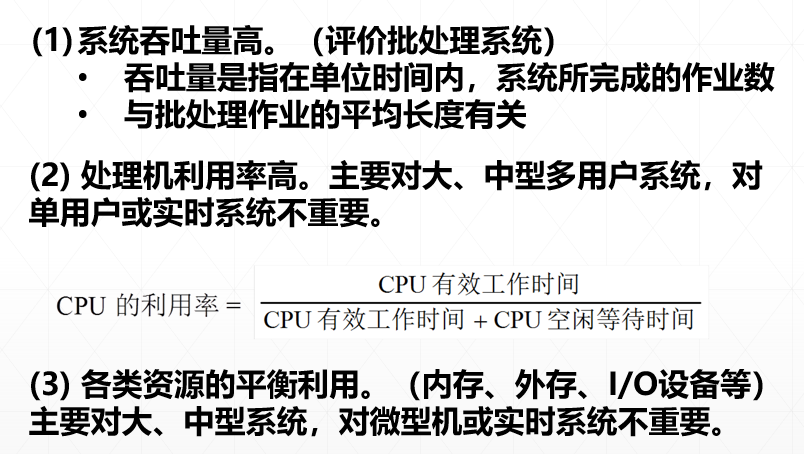 (1)系统吞吐量高。（评价批处理系统）
• 吞吐量是指在单位时间内，系统所完成的作业数
• 与批处理作业的平均长度有关
(2) 处理机利用率高。主要对大、中型多用户系统，对
单用户或实时系统不重要。
CPU 有效工作时间
CPU 的利用率 =
CPU 有效工作时间 + CPU 空闲等待时间
(3) 各类资源的平衡利用。（内存、外存、I/O设备等）
主要对大、中型系统，对微型机或实时系统不重要。